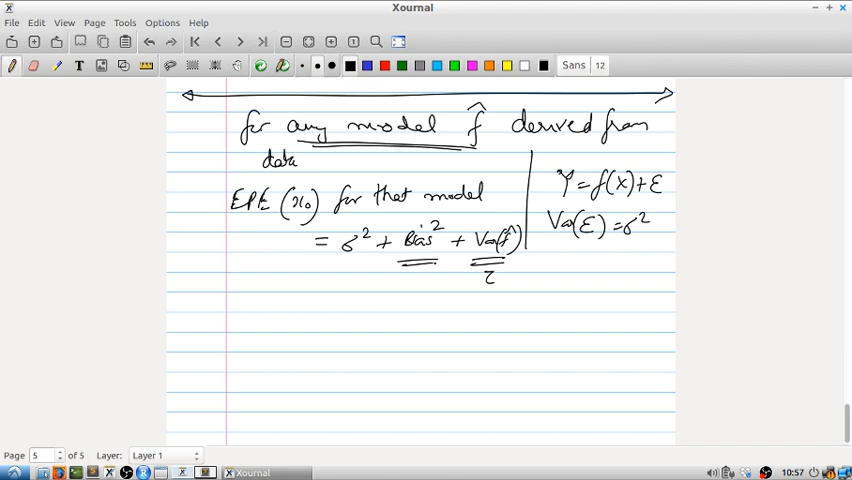 Xournal
File Edit View Page Tools Options Help
Sans 12
for any model f̂ derived from
data
EPE (x₀) for that model
= σ² + Bias² + Var(f̂)
τ
Y = f(X) + ε
Var(ε) = σ²
Page 5 of 5 Layer: Layer 1
Xournal 10:57